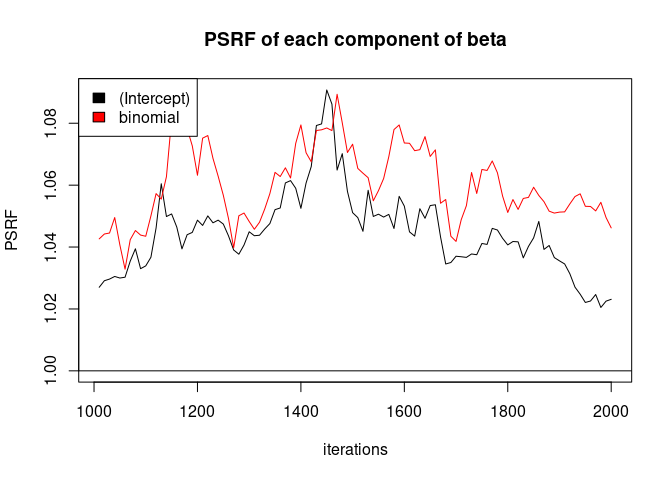 PSRF of each component of beta
(Intercept)
binomial
PSRF
1.08
1.06
1.04
1.02
1.00
1000 1200 1400 1600 1800 2000
iterations